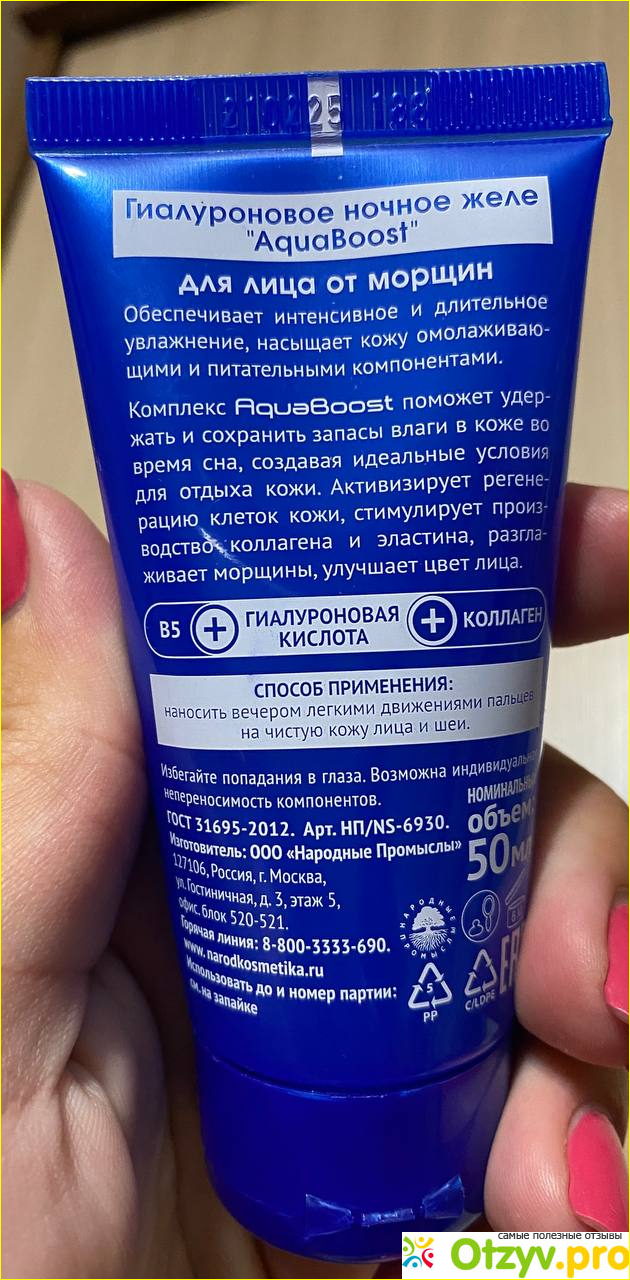 Гиалуроновое ночное желе
"AquaBoost"
для лица от морщин
Обеспечивает интенсивное и длительное
увлажнение, насыщает кожу омолаживаю-
щими и питательными компонентами.
Комплекс AquaBoost поможет удер-
жать и сохранить запасы влаги в коже во
время сна, создавая идеальные условия
для отдыха кожи. Активизирует регене-
рацию клеток кожи, стимулирует произ-
водство коллагена и эластина, разгла-
живает морщины, улучшает цвет лица.
B5 + ГИАЛУРОНОВАЯ КИСЛОТА + КОЛЛАГЕН
СПОСОБ ПРИМЕНЕНИЯ:
наносить вечером легкими движениями пальцев
на чистую кожу лица и шеи.
Избегайте попадания в глаза. Возможна индивидуальн
непереносимость компонентов.
ГОСТ 31695-2012. Арт. НП/NS-6930.
Изготовитель: ООО «Народные Промыслы»
127106, Россия, г. Москва,
ул. Гостиничная, д. 3, этаж 5,
офис. блок 520-521.
Горячая линия: 8-800-3333-690.
www.narodkosmetika.ru
Использовать до и номер партии:
см. на запайке
НОМИНАЛЬНЫЙ
объем:
50 мл
НАРОДНЫЕ ПРОМЫСЛЫ
5
PP
C/LDPE
самые полезные отзывы
Otzyv.pro